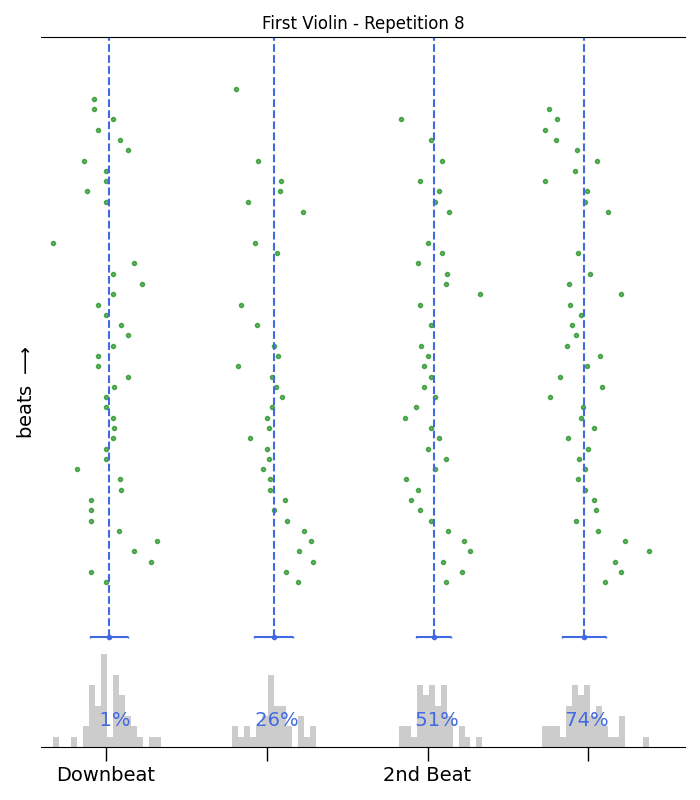 First Violin - Repetition 8
beats →
1%
26%
51%
74%
Downbeat
2nd Beat